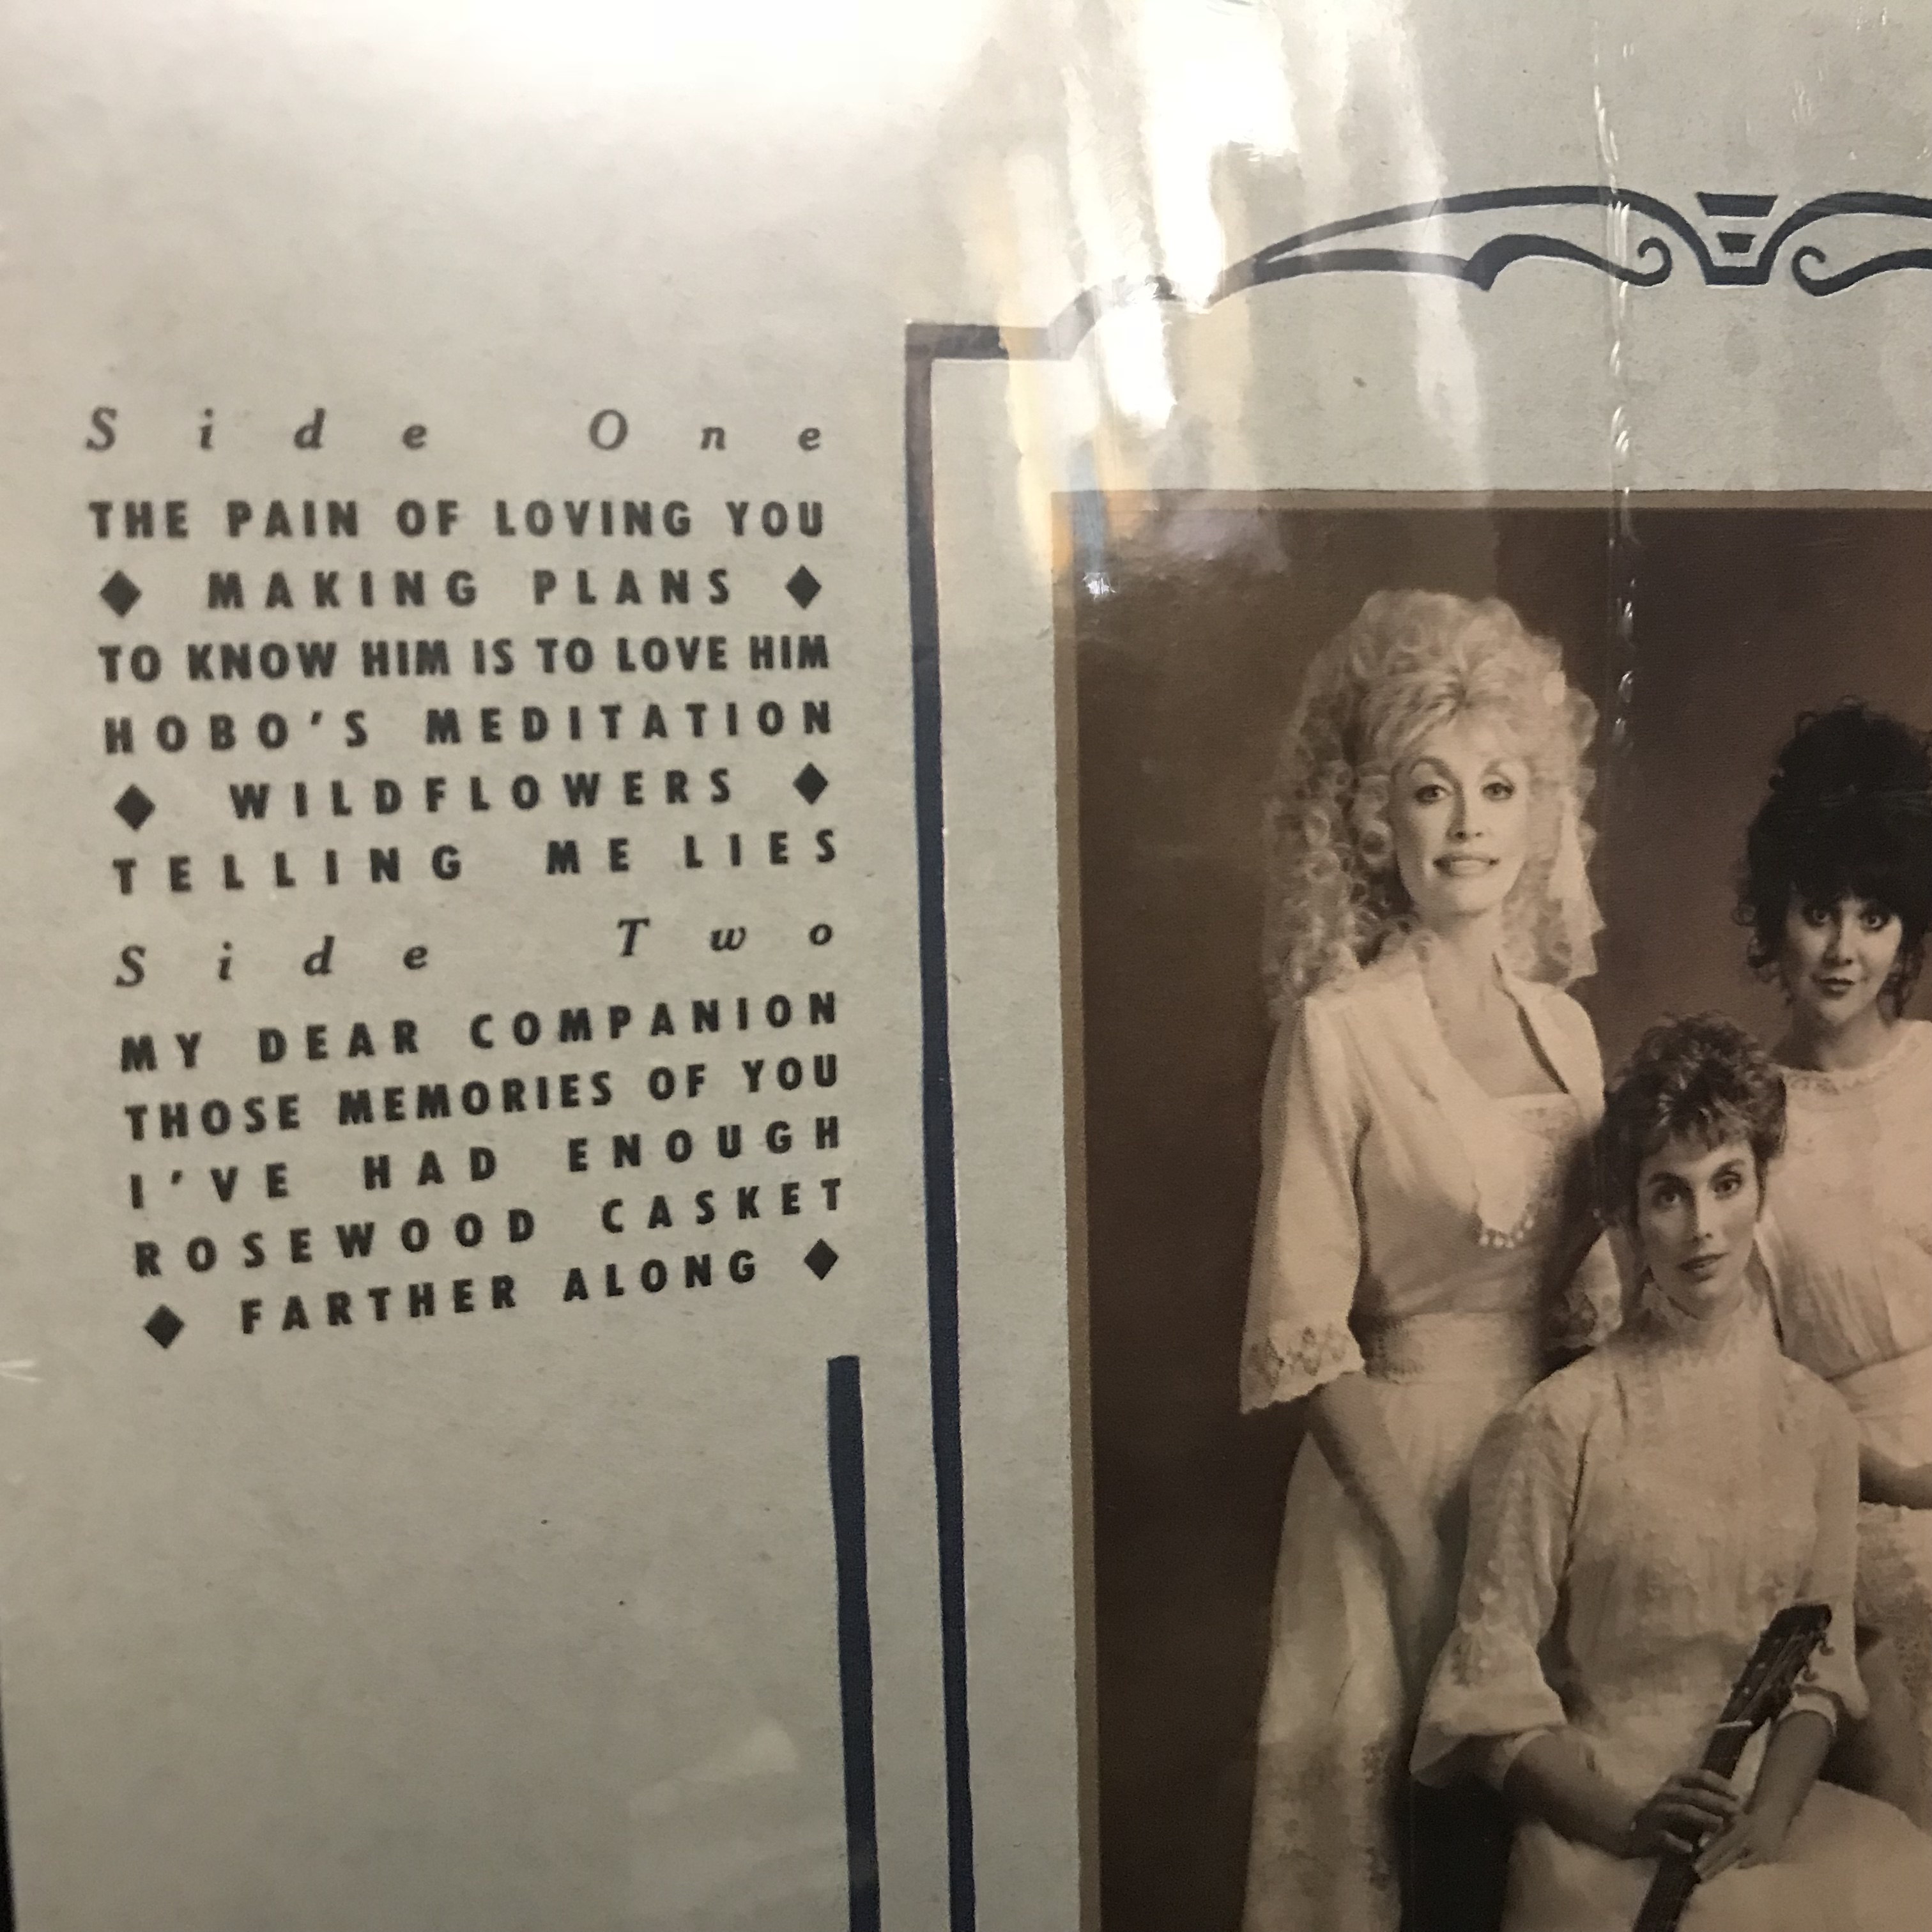 Side One
THE PAIN OF LOVING YOU
◆ MAKING PLANS ◆
TO KNOW HIM IS TO LOVE HIM
HOBO'S MEDITATION
◆ WILDFLOWERS ◆
TELLING ME LIES
Side Two
MY DEAR COMPANION
THOSE MEMORIES OF YOU
I'VE HAD ENOUGH
ROSEWOOD CASKET
◆ FARTHER ALONG ◆